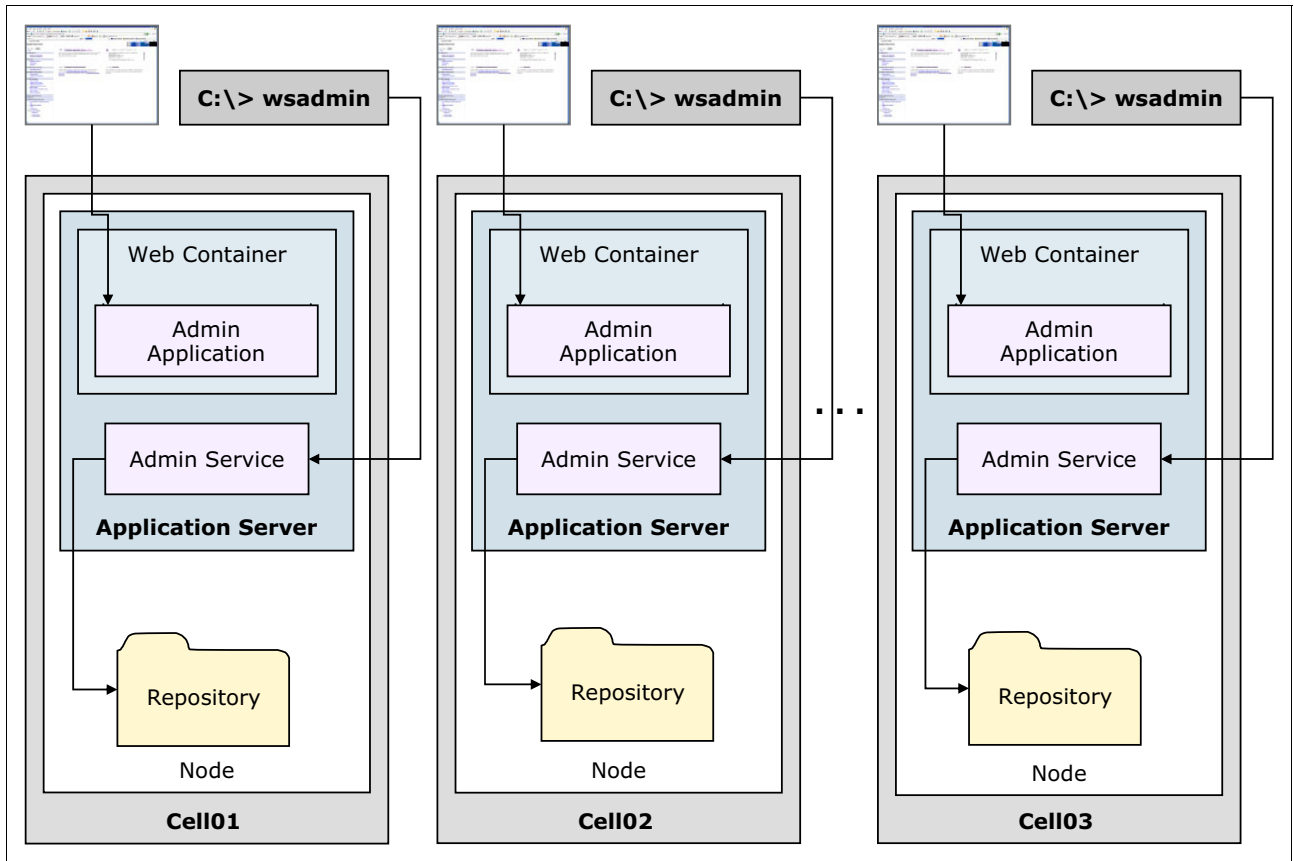 C:\> wsadmin
C:\> wsadmin
C:\> wsadmin
Web Container
Admin
Application
Admin Service
Application Server
Repository
Node
Cell01
Web Container
Admin
Application
Admin Service
Application Server
Repository
Node
Cell02
. . .
Web Container
Admin
Application
Admin Service
Application Server
Repository
Node
Cell03